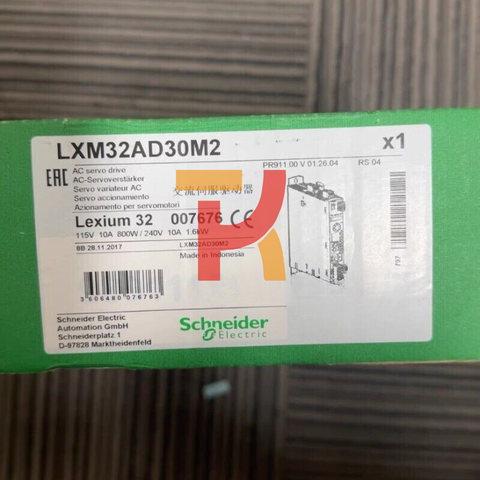 LXM32AD30M2
x1
EAC
AC servo drive
AC-Servoverstärker
Servo variateur AC
Servo accionamiento
Azionamento per servomotori
交流伺服驱动器
PR911.00 V 01.26.04
RS 04
Lexium 32 007676 CE
115V 10A 800W / 240V 10A 1.6kW
BB 28.11.2017
LXM32AD30M2
Made in Indonesia
3 606480 076763
Schneider Electric
Automation GmbH
Schneiderplatz 1
D-97828 Marktheidenfeld
Schneider
Electric